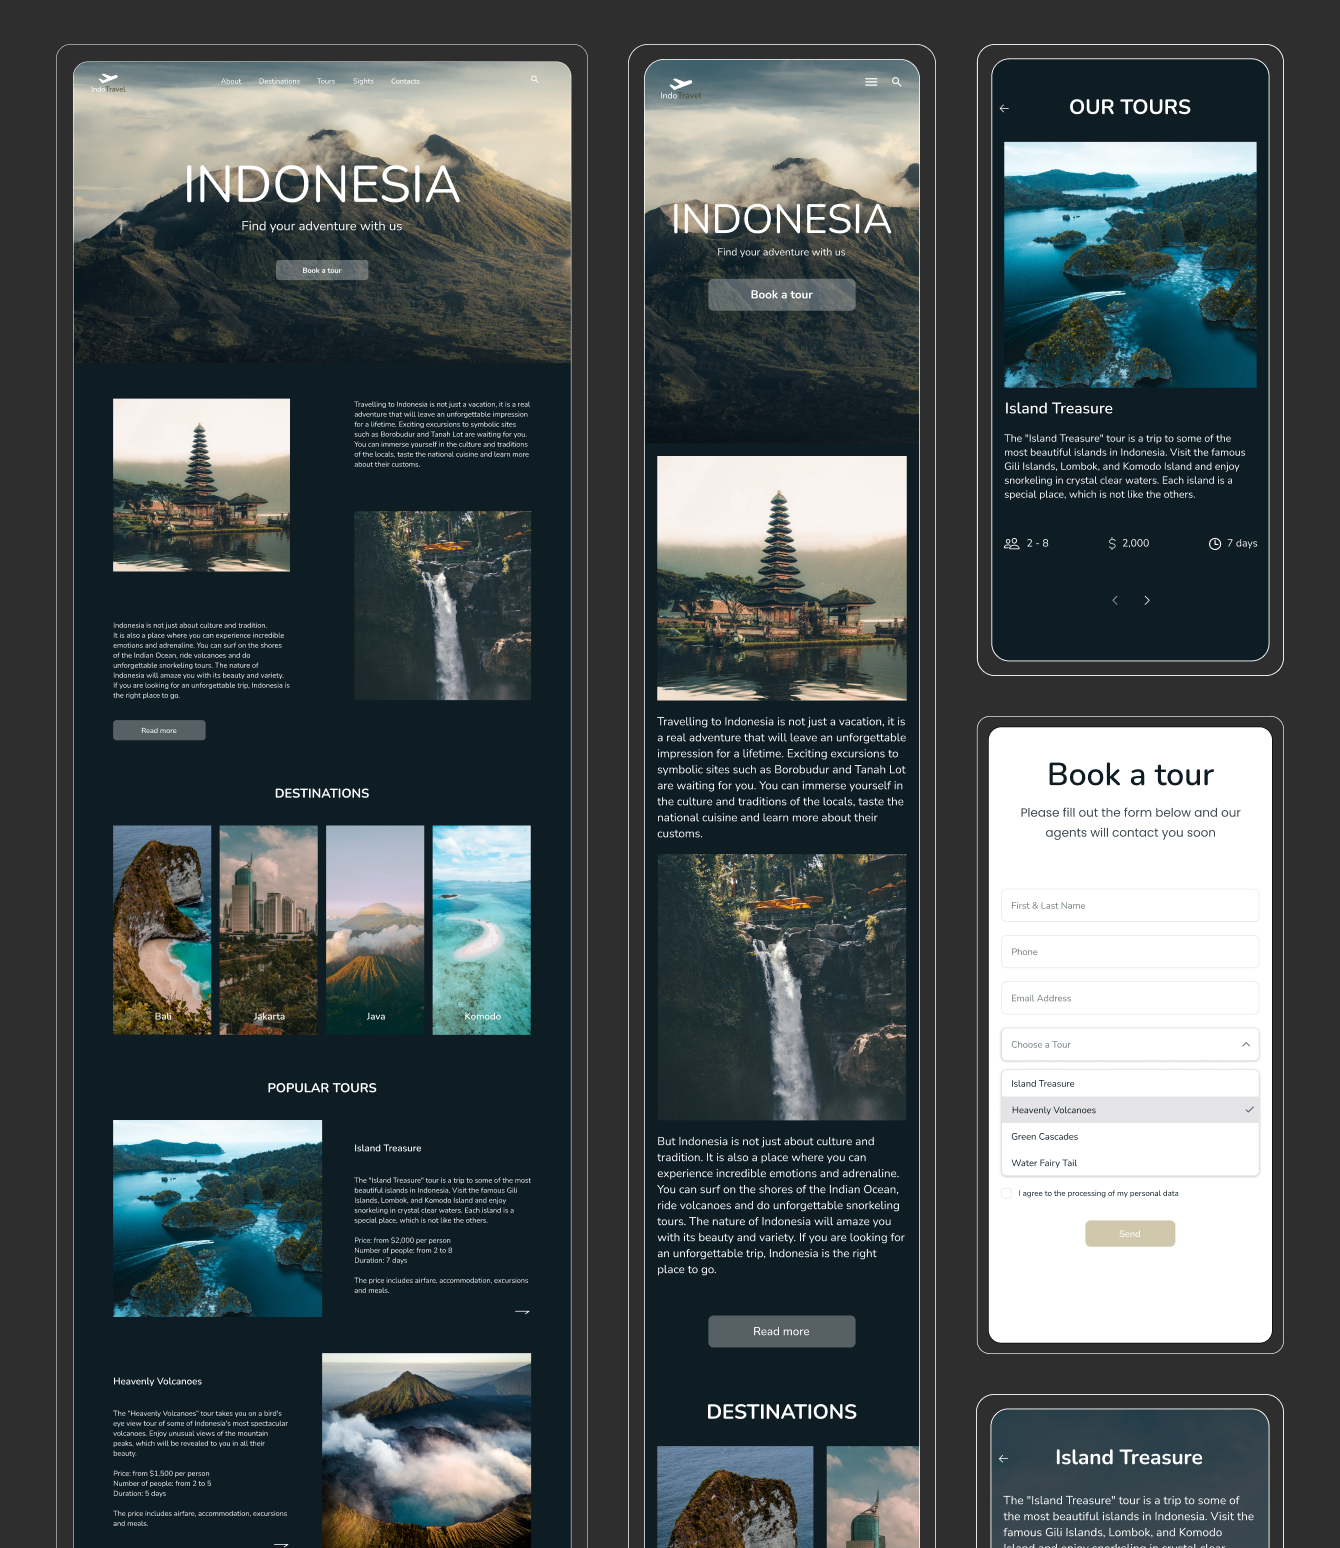 IndoTravel
About Destinations Tours Sights Contacts
INDONESIA
Find your adventure with us
Book a tour
Travelling to Indonesia is not just a vacation, it is a real
adventure that will leave an unforgettable impression
for a lifetime. Exciting excursions to symbolic sites
such as Borobudur and Tanah Lot are waiting for you.
You can immerse yourself in the culture and traditions
of the locals, taste the national cuisine and learn more
about their customs.
Indonesia is not just about culture and tradition.
It is also a place where you can experience incredible
emotions and adrenaline. You can surf on the shores
of the Indian Ocean, ride volcanoes and do
unforgettable snorkeling tours. The nature of
Indonesia will amaze you with its beauty and variety.
If you are looking for an unforgettable trip, Indonesia is
the right place to go.
Read more
DESTINATIONS
Bali
Jakarta
Java
Komodo
POPULAR TOURS
Island Treasure
The "Island Treasure" tour is a trip to some of the most
beautiful islands in Indonesia. Visit the famous Gili
Islands, Lombok, and Komodo Island and enjoy
snorkeling in crystal clear waters. Each island is a
special place, which is not like the others.
Price: from $2,000 per person
Number of people: from 2 to 8
Duration: 7 days
The price includes airfare, accommodation, excursions
and meals.
Heavenly Volcanoes
The "Heavenly Volcanoes" tour takes you on a bird's
eye view tour of some of Indonesia's most spectacular
volcanoes. Enjoy unusual views of the mountain
peaks, which will be revealed to you in all their
beauty.
Price: from $1,500 per person
Number of people: from 2 to 5
Duration: 5 days
The price includes airfare, accommodation, excursions
and meals.
IndoTravel
INDONESIA
Find your adventure with us
Book a tour
Travelling to Indonesia is not just a vacation, it is
a real adventure that will leave an unforgettable
impression for a lifetime. Exciting excursions to
symbolic sites such as Borobudur and Tanah Lot
are waiting for you. You can immerse yourself in
the culture and traditions of the locals, taste the
national cuisine and learn more about their
customs.
But Indonesia is not just about culture and
tradition. It is also a place where you can
experience incredible emotions and adrenaline.
You can surf on the shores of the Indian Ocean,
ride volcanoes and do unforgettable snorkeling
tours. The nature of Indonesia will amaze you
with its beauty and variety. If you are looking for
an unforgettable trip, Indonesia is the right
place to go.
Read more
DESTINATIONS
OUR TOURS
Island Treasure
The "Island Treasure" tour is a trip to some of the
most beautiful islands in Indonesia. Visit the famous
Gili Islands, Lombok, and Komodo Island and enjoy
snorkeling in crystal clear waters. Each island is a
special place, which is not like the others.
2 - 8 $ 2,000 7 days
Book a tour
Please fill out the form below and our
agents will contact you soon
First & Last Name
Phone
Email Address
Choose a Tour
Island Treasure
Heavenly Volcanoes
Green Cascades
Water Fairy Tail
I agree to the processing of my personal data
Send
Island Treasure
The "Island Treasure" tour is a trip to some of
the most beautiful islands in Indonesia. Visit the
famous Gili Islands, Lombok, and Komodo
Island and enjoy snorkeling in crystal clear